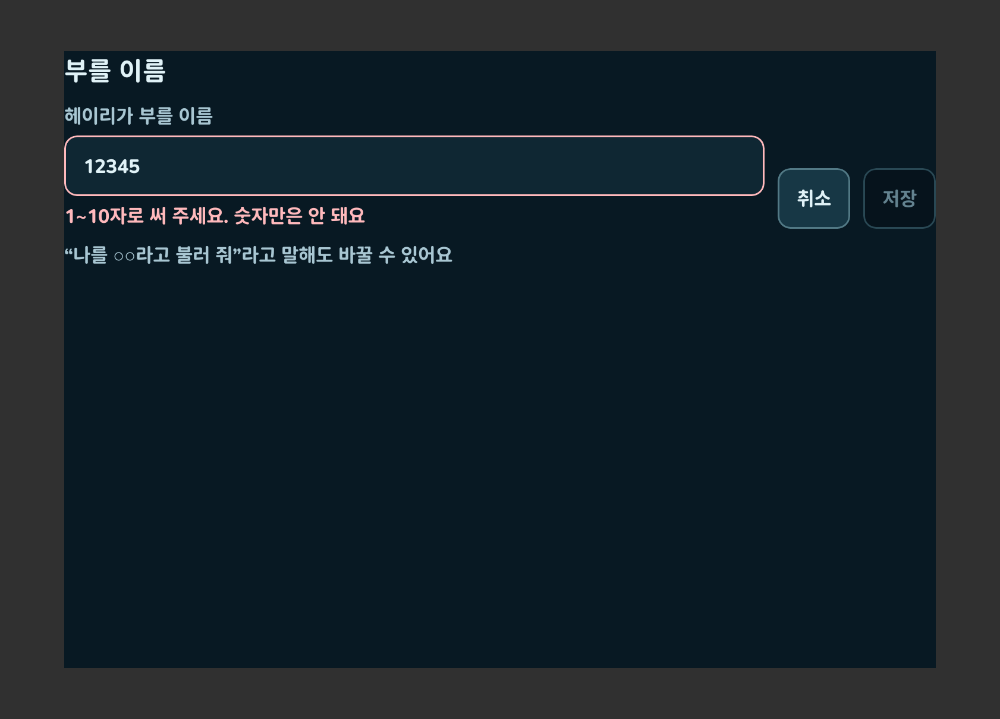 부를 이름
헤이리가 부를 이름
12345
취소
저장
1~10자로 써 주세요. 숫자만은 안 돼요
“나를 ○○라고 불러 줘”라고 말해도 바꿀 수 있어요